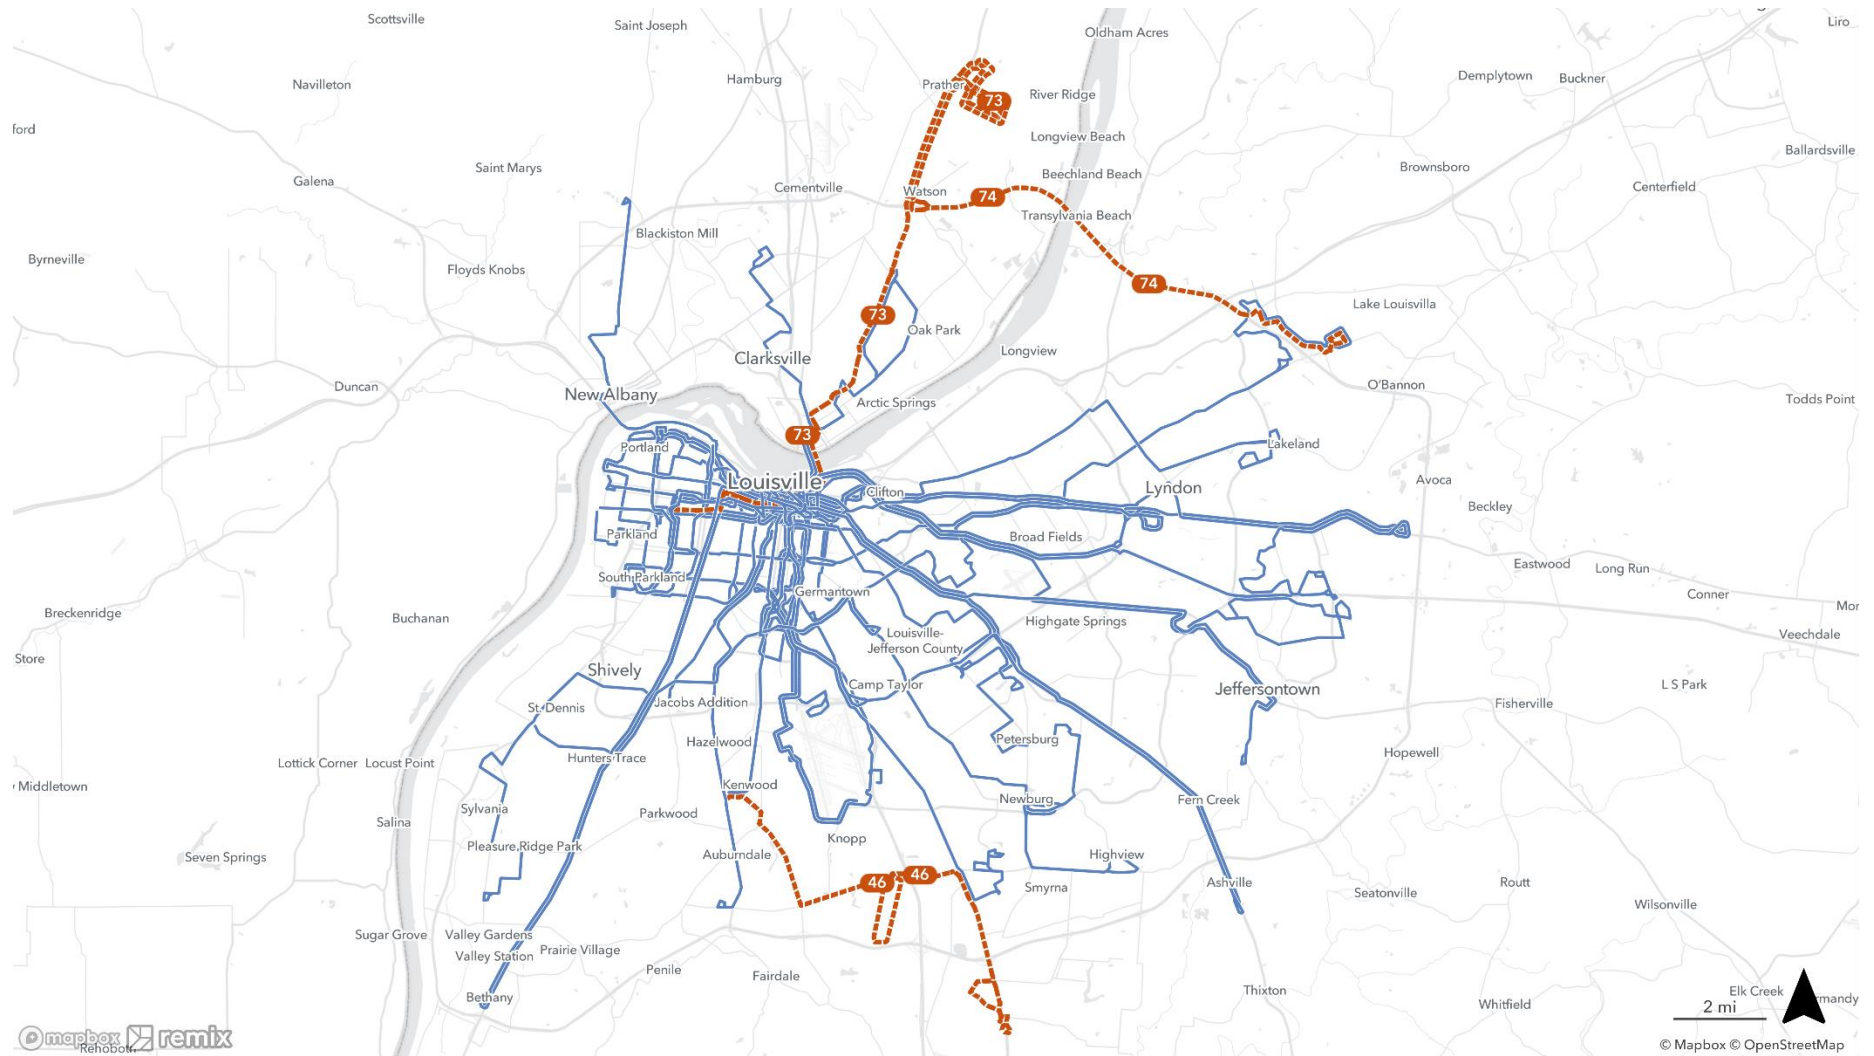 Scottsville
Saint Joseph
Oldham Acres
Liro
Navilleton
Hamburg
Prather
73
River Ridge
Demplytown
Buckner
ford
Longview Beach
Saint Marys
Ballardsville
Galena
Cementville
Watson
74
Beechland Beach
Brownsboro
Centerfield
Transylvania Beach
Blackiston Mill
Byrneville
Floyds Knobs
74
Lake Louisvilla
73
Oak Park
Clarksville
Longview
Duncan
New Albany
Arctic Springs
O'Bannon
Todds Point
73
Portland
Lakeland
Louisville
Clifton
Lyndon
Avoca
Beckley
Parkland
Broad Fields
South Parkland
Germantown
Eastwood
Long Run
Breckenridge
Buchanan
Highgate Springs
Conner
Mor
Louisville-
Jefferson County
Veechdale
Store
Shively
Camp Taylor
Jeffersontown
L S Park
St. Dennis
Jacobs Addition
Fisherville
Hazelwood
Petersburg
Lottick Corner
Locust Point
Hunters Trace
Hopewell
Middletown
Kenwood
Sylvania
Parkwood
Newburg
Fern Creek
Salina
Knopp
Seven Springs
Pleasure Ridge Park
Auburndale
Highview
46
46
Smyrna
Ashville
Seatonville
Routt
Wilsonville
Sugar Grove
Valley Gardens
Valley Station
Prairie Village
Penile
Fairdale
Bethany
Thixton
Whitfield
Elk Creek
rmandy
2 mi
mapbox remix
Rehoboth
© Mapbox © OpenStreetMap